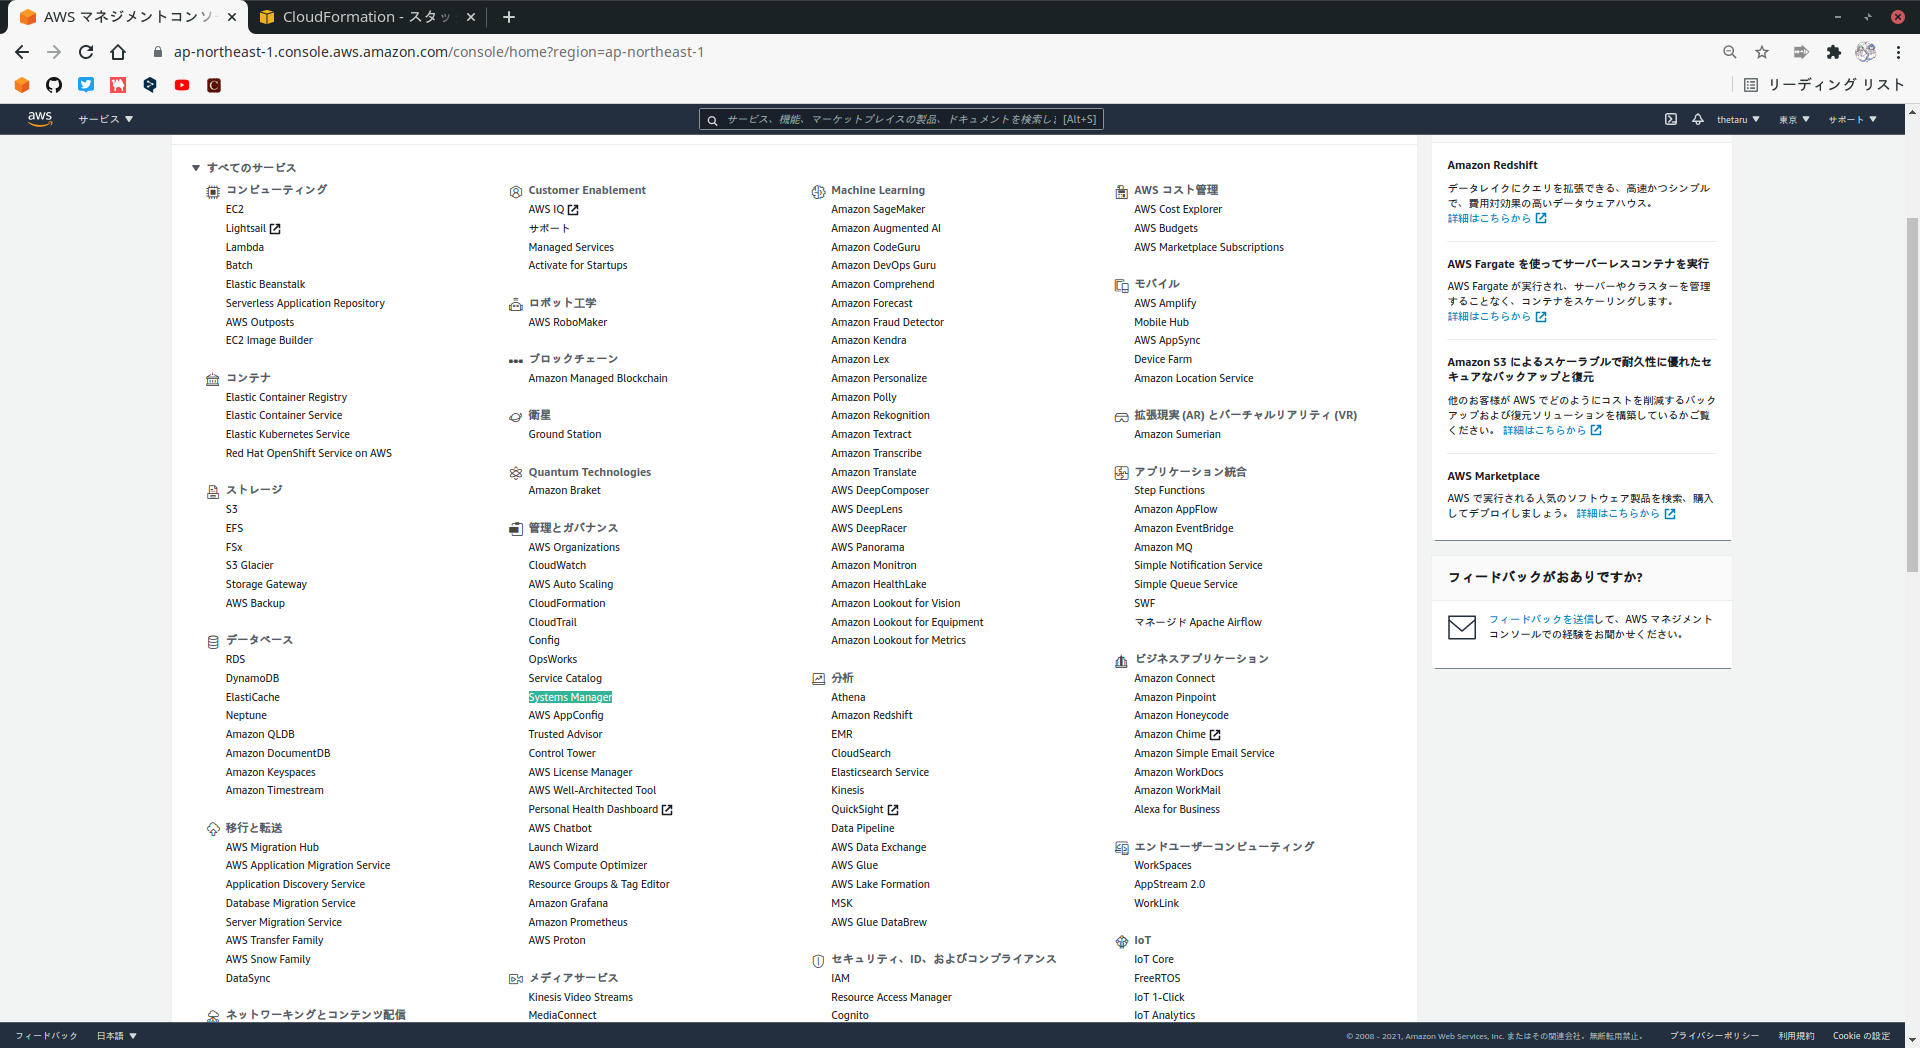 AWS マネジメントコンソ
CloudFormation - スタッ
ap-northeast-1.console.aws.amazon.com/console/home?region=ap-northeast-1
リーディング リスト
aws
サービス
サービス、機能、マーケットプレイスの製品、ドキュメントを検索し [Alt+S]
thetaru
東京
サポート
すべてのサービス
コンピューティング
EC2
Lightsail
Lambda
Batch
Elastic Beanstalk
Serverless Application Repository
AWS Outposts
EC2 Image Builder
コンテナ
Elastic Container Registry
Elastic Container Service
Elastic Kubernetes Service
Red Hat OpenShift Service on AWS
ストレージ
S3
EFS
FSx
S3 Glacier
Storage Gateway
AWS Backup
データベース
RDS
DynamoDB
ElastiCache
Neptune
Amazon QLDB
Amazon DocumentDB
Amazon Keyspaces
Amazon Timestream
移行と転送
AWS Migration Hub
AWS Application Migration Service
Application Discovery Service
Database Migration Service
Server Migration Service
AWS Transfer Family
AWS Snow Family
DataSync
ネットワーキングとコンテンツ配信
Customer Enablement
AWS IQ
サポート
Managed Services
Activate for Startups
ロボット工学
AWS RoboMaker
ブロックチェーン
Amazon Managed Blockchain
衛星
Ground Station
Quantum Technologies
Amazon Braket
管理とガバナンス
AWS Organizations
CloudWatch
AWS Auto Scaling
CloudFormation
CloudTrail
Config
OpsWorks
Service Catalog
Systems Manager
AWS AppConfig
Trusted Advisor
Control Tower
AWS License Manager
AWS Well-Architected Tool
Personal Health Dashboard
AWS Chatbot
Launch Wizard
AWS Compute Optimizer
Resource Groups & Tag Editor
Amazon Grafana
Amazon Prometheus
AWS Proton
メディアサービス
Kinesis Video Streams
MediaConnect
Machine Learning
Amazon SageMaker
Amazon Augmented AI
Amazon CodeGuru
Amazon DevOps Guru
Amazon Comprehend
Amazon Forecast
Amazon Fraud Detector
Amazon Kendra
Amazon Lex
Amazon Personalize
Amazon Polly
Amazon Rekognition
Amazon Textract
Amazon Transcribe
Amazon Translate
AWS DeepComposer
AWS DeepLens
AWS DeepRacer
AWS Panorama
Amazon Monitron
Amazon HealthLake
Amazon Lookout for Vision
Amazon Lookout for Equipment
Amazon Lookout for Metrics
分析
Athena
Amazon Redshift
EMR
CloudSearch
Elasticsearch Service
Kinesis
QuickSight
Data Pipeline
AWS Data Exchange
AWS Glue
AWS Lake Formation
MSK
AWS Glue DataBrew
セキュリティ、ID、およびコンプライアンス
IAM
Resource Access Manager
Cognito
AWS コスト管理
AWS Cost Explorer
AWS Budgets
AWS Marketplace Subscriptions
モバイル
AWS Amplify
Mobile Hub
AWS AppSync
Device Farm
Amazon Location Service
拡張現実 (AR) とバーチャルリアリティ (VR)
Amazon Sumerian
アプリケーション統合
Step Functions
Amazon AppFlow
Amazon EventBridge
Amazon MQ
Simple Notification Service
Simple Queue Service
SWF
マネージド Apache Airflow
ビジネスアプリケーション
Amazon Connect
Amazon Pinpoint
Amazon Honeycode
Amazon Chime
Amazon Simple Email Service
Amazon WorkDocs
Amazon WorkMail
Alexa for Business
エンドユーザーコンピューティング
WorkSpaces
AppStream 2.0
WorkLink
IoT
IoT Core
FreeRTOS
IoT 1-Click
IoT Analytics
Amazon Redshift
データレイクにクエリを拡張できる、高速かつシンプル
で、費用対効果の高いデータウェアハウス。
詳細はこちらから
AWS Fargate を使ってサーバーレスコンテナを実行
AWS Fargate が実行され、サーバーやクラスターを管理
することなく、コンテナをスケーリングします。
詳細はこちらから
Amazon S3 によるスケーラブルで耐久性に優れたセ
キュアなバックアップと復元
他のお客様が AWS でどのようにコストを削減するバック
アップおよび復元ソリューションを構築しているかご覧
ください。 詳細はこちらから
AWS Marketplace
AWS で実行される人気のソフトウェア製品を検索、購入
してデプロイしましょう。 詳細はこちらから
フィードバックがおありですか?
フィードバックを送信して、AWS マネジメント
コンソールでの経験をお聞かせください。
フィードバック
日本語
© 2008 - 2021, Amazon Web Services, Inc. またはその関連会社。無断転用禁止。
プライバシーポリシー
利用規約
Cookie の設定